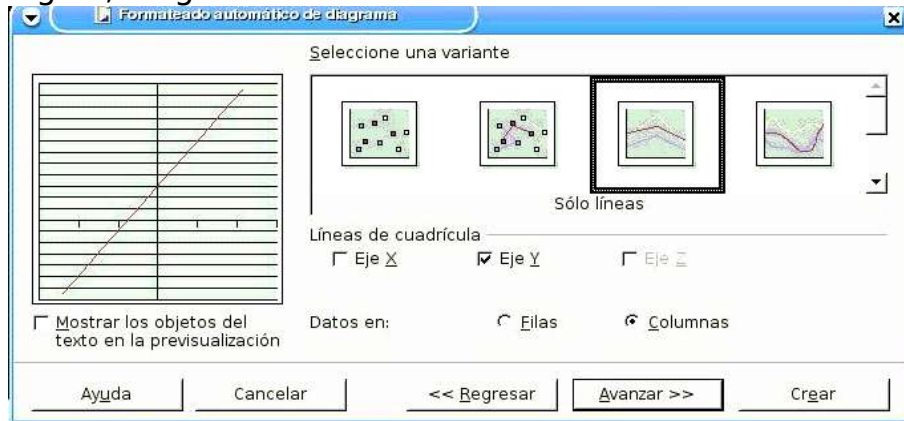 Formateado automático de diagrama
Seleccione una variante
Sólo líneas
Líneas de cuadrícula
Eje X
Eje Y
Eje Z
Mostrar los objetos del
texto en la previsualización
Datos en:
Filas
Columnas
Ayuda
Cancelar
<< Regresar
Avanzar >>
Crear